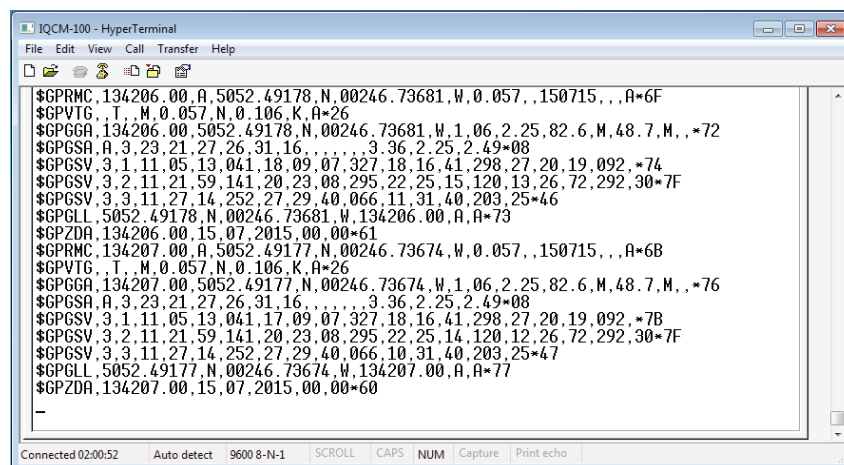 IQCM-100 - HyperTerminal
File Edit View Call Transfer Help
$GPRMC,134206.00,A,5052.49178,N,00246.73681,W,0.057,,150715,,,A*6F
$GPVTG,,T,,M,0.057,N,0.106,K,A*26
$GPGGA,134206.00,5052.49178,N,00246.73681,W,1,06,2.25,82.6,M,48.7,M,,*72
$GPGSA,A,3,23,21,27,26,31,16,,,,,,,3.36,2.25,2.49*08
$GPGSV,3,1,11,05,13,041,18,09,07,327,18,16,41,298,27,20,19,092,*74
$GPGSV,3,2,11,21,59,141,20,23,08,295,22,25,15,120,13,26,72,292,30*7F
$GPGSV,3,3,11,27,14,252,27,29,40,066,11,31,40,203,25*46
$GPGLL,5052.49178,N,00246.73681,W,134206.00,A,A*73
$GPZDA,134206.00,15,07,2015,00,00*61
$GPRMC,134207.00,A,5052.49177,N,00246.73674,W,0.057,,150715,,,A*6B
$GPVTG,,T,,M,0.057,N,0.106,K,A*26
$GPGGA,134207.00,5052.49177,N,00246.73674,W,1,06,2.25,82.6,M,48.7,M,,*76
$GPGSA,A,3,23,21,27,26,31,16,,,,,,,3.36,2.25,2.49*08
$GPGSV,3,1,11,05,13,041,17,09,07,327,18,16,41,298,27,20,19,092,*7B
$GPGSV,3,2,11,21,59,141,20,23,08,295,22,25,14,120,12,26,72,292,30*7F
$GPGSV,3,3,11,27,14,252,27,29,40,066,10,31,40,203,25*47
$GPGLL,5052.49177,N,00246.73674,W,134207.00,A,A*77
$GPZDA,134207.00,15,07,2015,00,00*60
Connected 02:00:52 Auto detect 9600 8-N-1 SCROLL CAPS NUM Capture Print echo